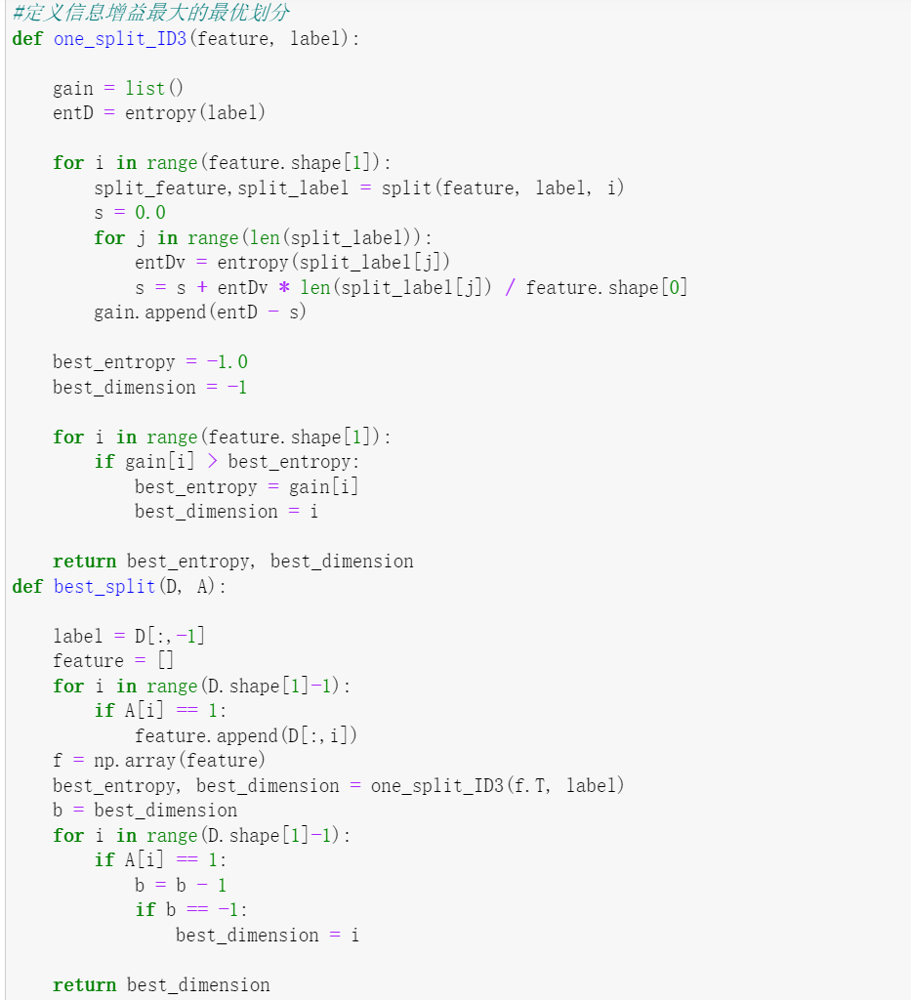 #定义信息增益最大的最优划分
def one_split_ID3(feature, label):
    gain = list()
    entD = entropy(label)
    for i in range(feature.shape[1]):
        split_feature,split_label = split(feature, label, i)
        s = 0.0
        for j in range(len(split_label)):
            entDv = entropy(split_label[j])
            s = s + entDv * len(split_label[j]) / feature.shape[0]
        gain.append(entD - s)
    best_entropy = -1.0
    best_dimension = -1
    for i in range(feature.shape[1]):
        if gain[i] > best_entropy:
            best_entropy = gain[i]
            best_dimension = i
    return best_entropy, best_dimension
def best_split(D, A):
    label = D[:,-1]
    feature = []
    for i in range(D.shape[1]-1):
        if A[i] == 1:
            feature.append(D[:,i])
    f = np.array(feature)
    best_entropy, best_dimension = one_split_ID3(f.T, label)
    b = best_dimension
    for i in range(D.shape[1]-1):
        if A[i] == 1:
            b = b - 1
            if b == -1:
                best_dimension = i
    return best_dimension